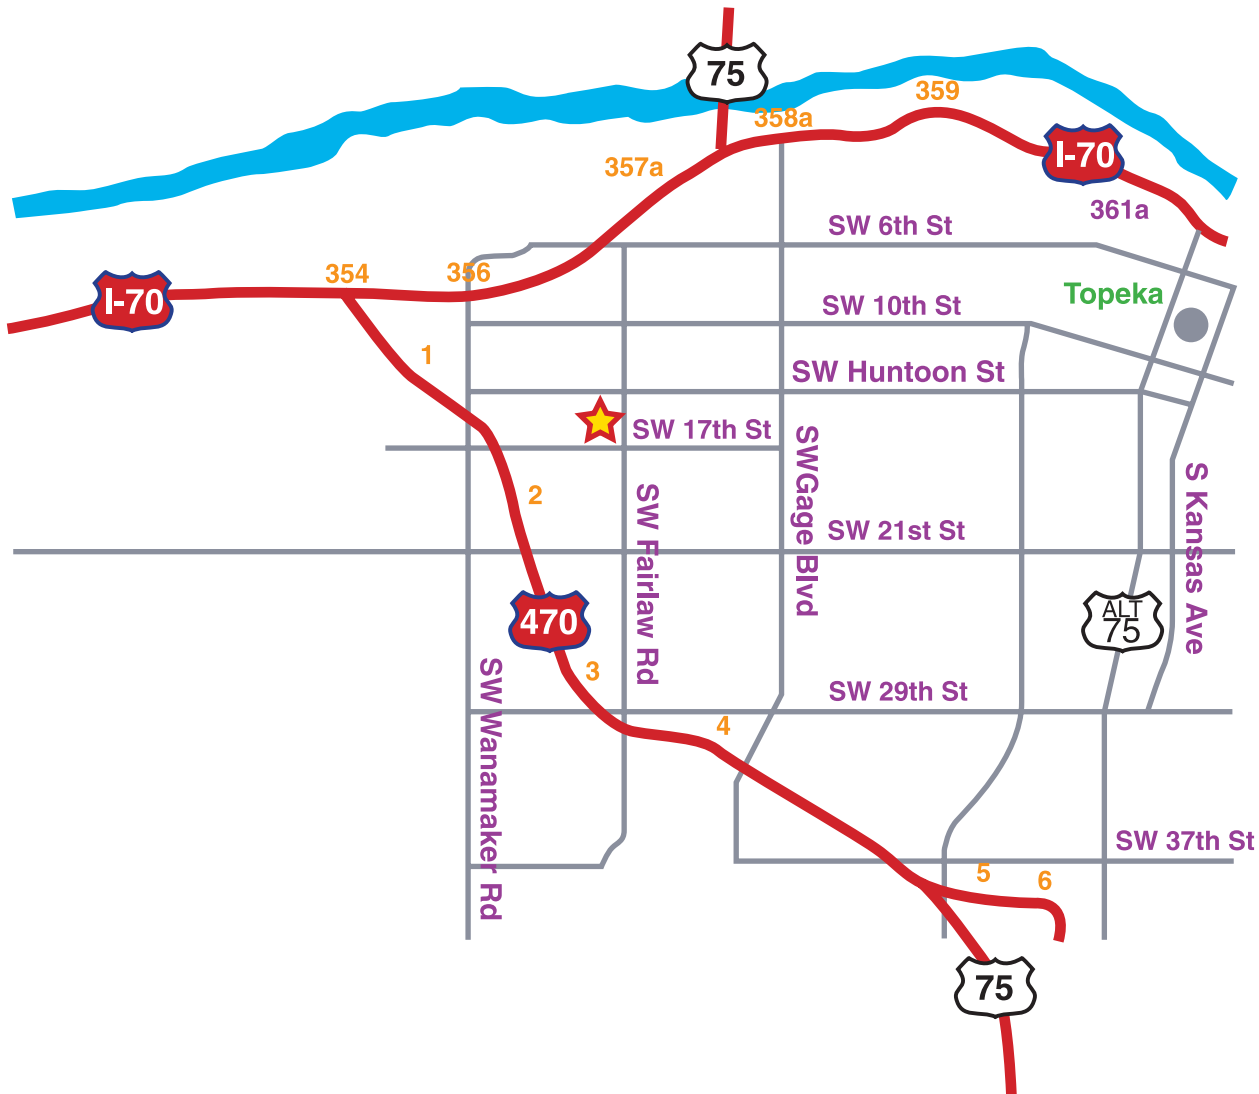 75
359
358a
I-70
357a
361a
SW 6th St
354
356
I-70
Topeka
SW 10th St
1
SW Huntoon St
SW 17th St
SWGage Blvd
S Kansas Ave
2
SW Fairlaw Rd
SW 21st St
470
ALT
75
3
SW Wanamaker Rd
SW 29th St
4
SW 37th St
5
6
75